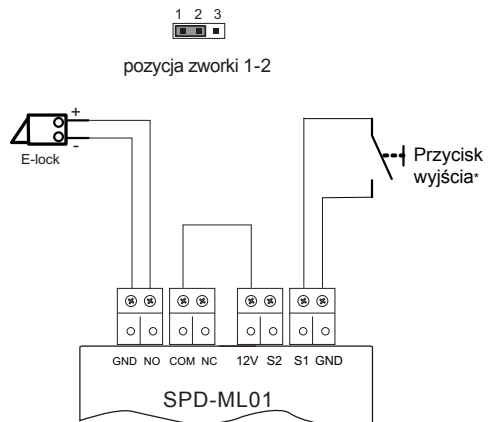 1 2 3
pozycja zworki 1-2
+
-
E-lock
Przycisk
wyjścia*
GND NO COM NC 12V S2 S1 GND
SPD-ML01